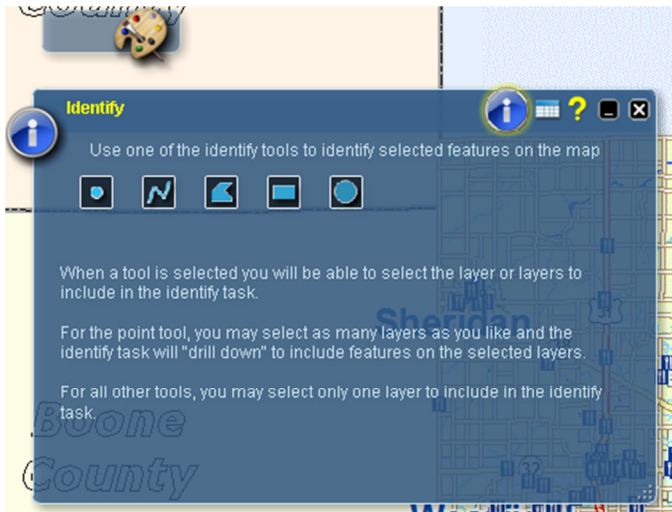 County
Identify
Use one of the identify tools to identify selected features on the map
When a tool is selected you will be able to select the layer or layers to
include in the identify task.
Sheridan
31
For the point tool, you may select as many layers as you like and the
identify task will "drill down" to include features on the selected layers.
For all other tools, you may select only one layer to include in the identify
task.
Boone
County
32